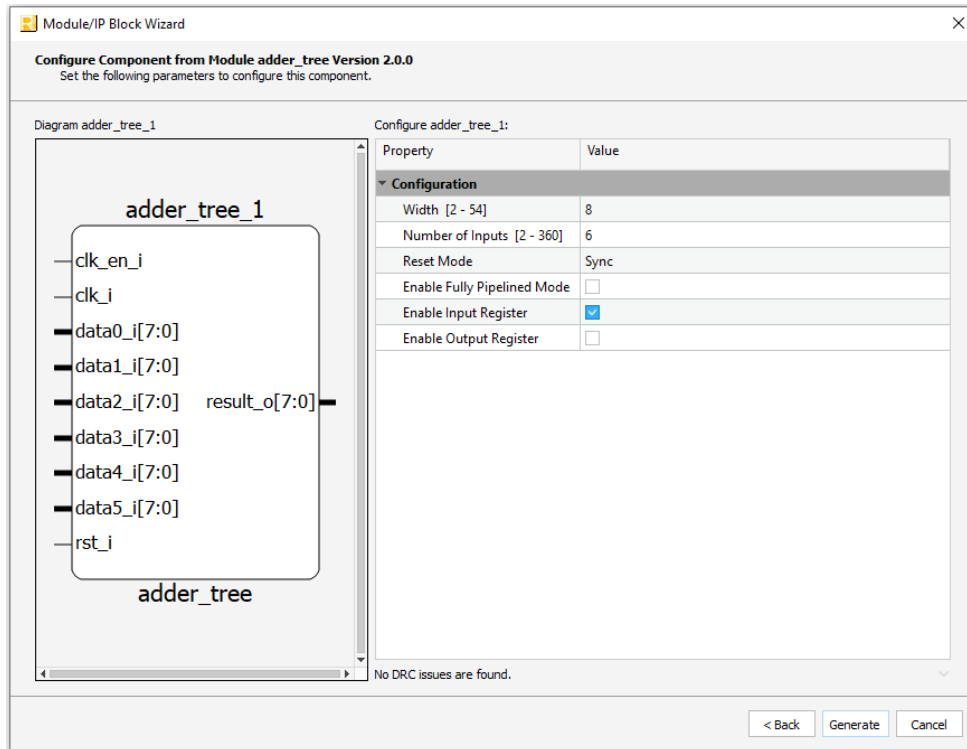 Module/IP Block Wizard
Configure Component from Module adder_tree Version 2.0.0
Set the following parameters to configure this component.
Diagram adder_tree_1
adder_tree_1
clk_en_i
clk_i
data0_i[7:0]
data1_i[7:0]
data2_i[7:0] result_o[7:0]
data3_i[7:0]
data4_i[7:0]
data5_i[7:0]
rst_i
adder_tree
Configure adder_tree_1:
Property Value
Configuration
Width [2 - 54] 8
Number of Inputs [2 - 360] 6
Reset Mode Sync
Enable Fully Pipelined Mode
Enable Input Register
Enable Output Register
No DRC issues are found.
< Back Generate Cancel